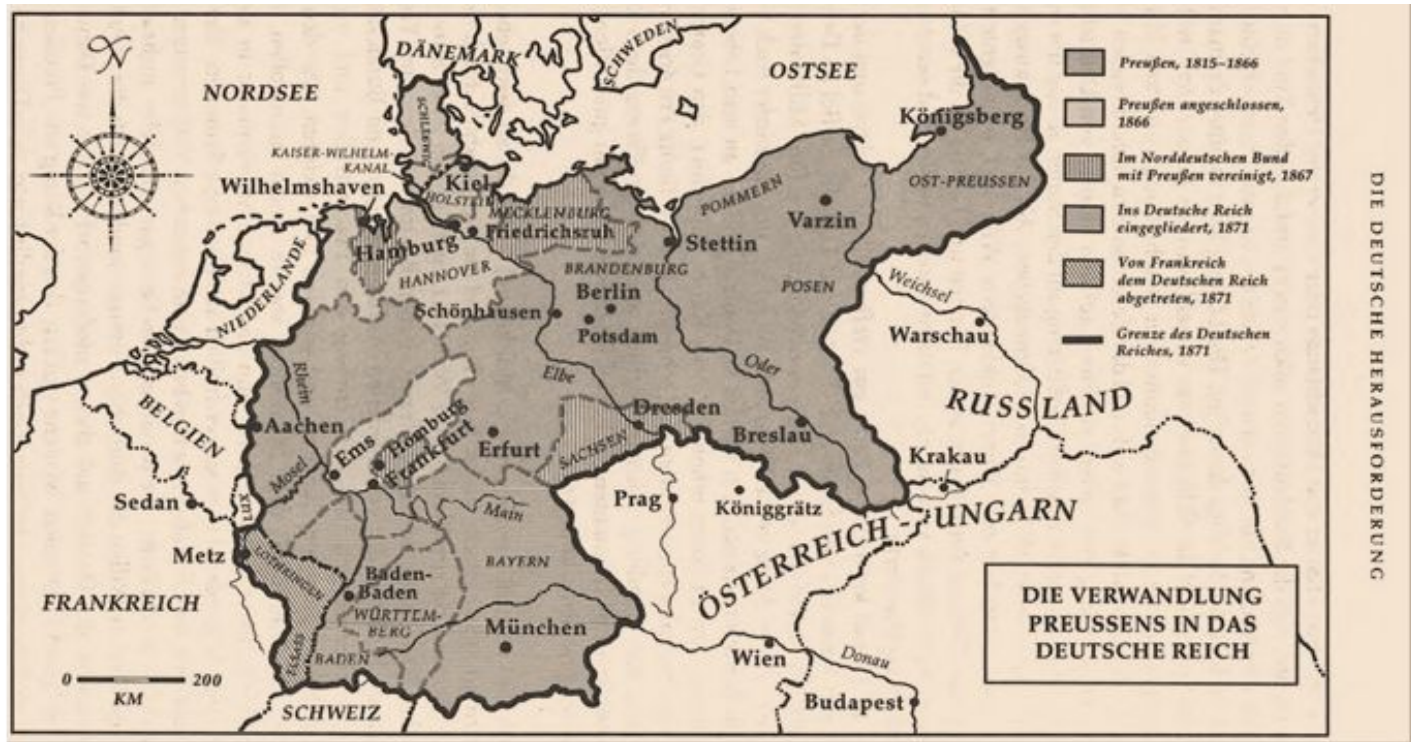 N
NORDSEE
DÄNEMARK
SCHWEDEN
OSTSEE
SCHLESWIG
KAISER-WILHELM-
KANAL
Wilhelmshaven
Kiel
HOLSTEIN
MECKLENBURG
Friedrichsruh
Hamburg
HANNOVER
NIEDERLANDE
POMMERN
Stettin
Varzin
Königsberg
OST-PREUSSEN
BRANDENBURG
Berlin
Potsdam
Schönhausen
POSEN
Weichsel
Warschau
RUSSLAND
Rhein
Elbe
Oder
BELGIEN
Aachen
Ems
Homburg
Frankfurt
Erfurt
Dresden
SACHSEN
Breslau
Krakau
Mosel
Sedan
LUX
Main
Prag
Königgrätz
ÖSTERREICH-UNGARN
Metz
LOTHRINGEN
ELSASS
Baden-
Baden
WÜRTTEM-
BERG
BADEN
BAYERN
München
FRANKREICH
SCHWEIZ
Wien
Donau
Budapest
0 200
KM
Preußen, 1815–1866
Preußen angeschlossen,
1866
Im Norddeutschen Bund
mit Preußen vereinigt, 1867
Ins Deutsche Reich
eingegliedert, 1871
Von Frankreich
dem Deutschen Reich
abgetreten, 1871
Grenze des Deutschen
Reiches, 1871
DIE VERWANDLUNG
PREUSSENS IN DAS
DEUTSCHE REICH
DIE DEUTSCHE HERAUSFORDERUNG